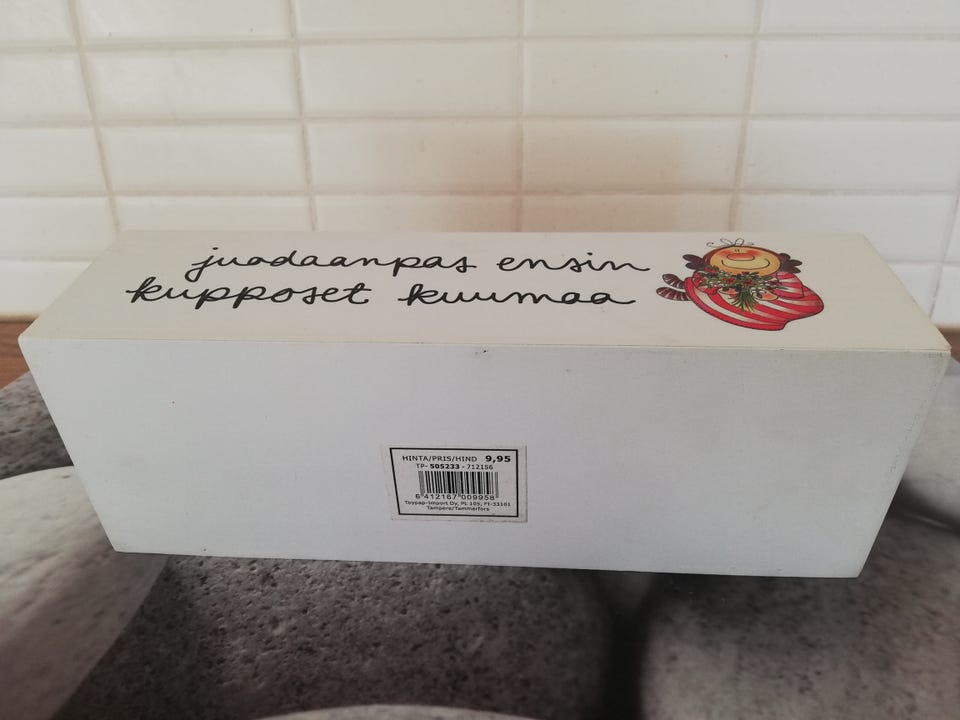 juodaanpas ensin
kupposet kuumaa
HINTA/PRIS/HIND 9,95
TP- 505233 - 712156
6 412167 009958
Toypap-Import Oy, PL 105, FI-33101
Tampere/Tammerfors